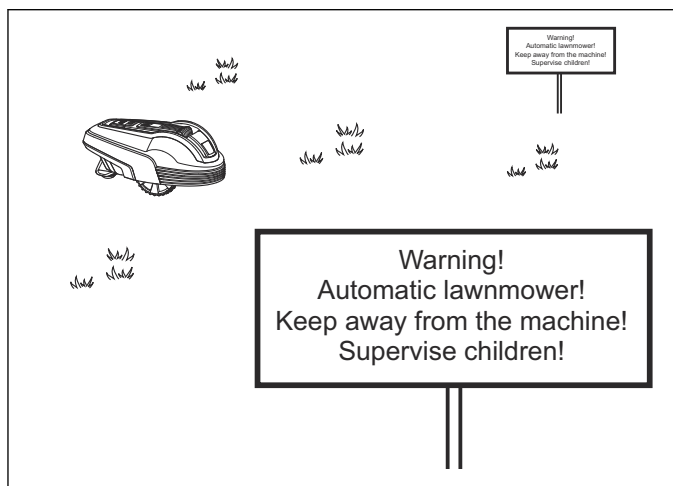 Warning!
Automatic lawnmower!
Keep away from the machine!
Supervise children!
Warning!
Automatic lawnmower!
Keep away from the machine!
Supervise children!